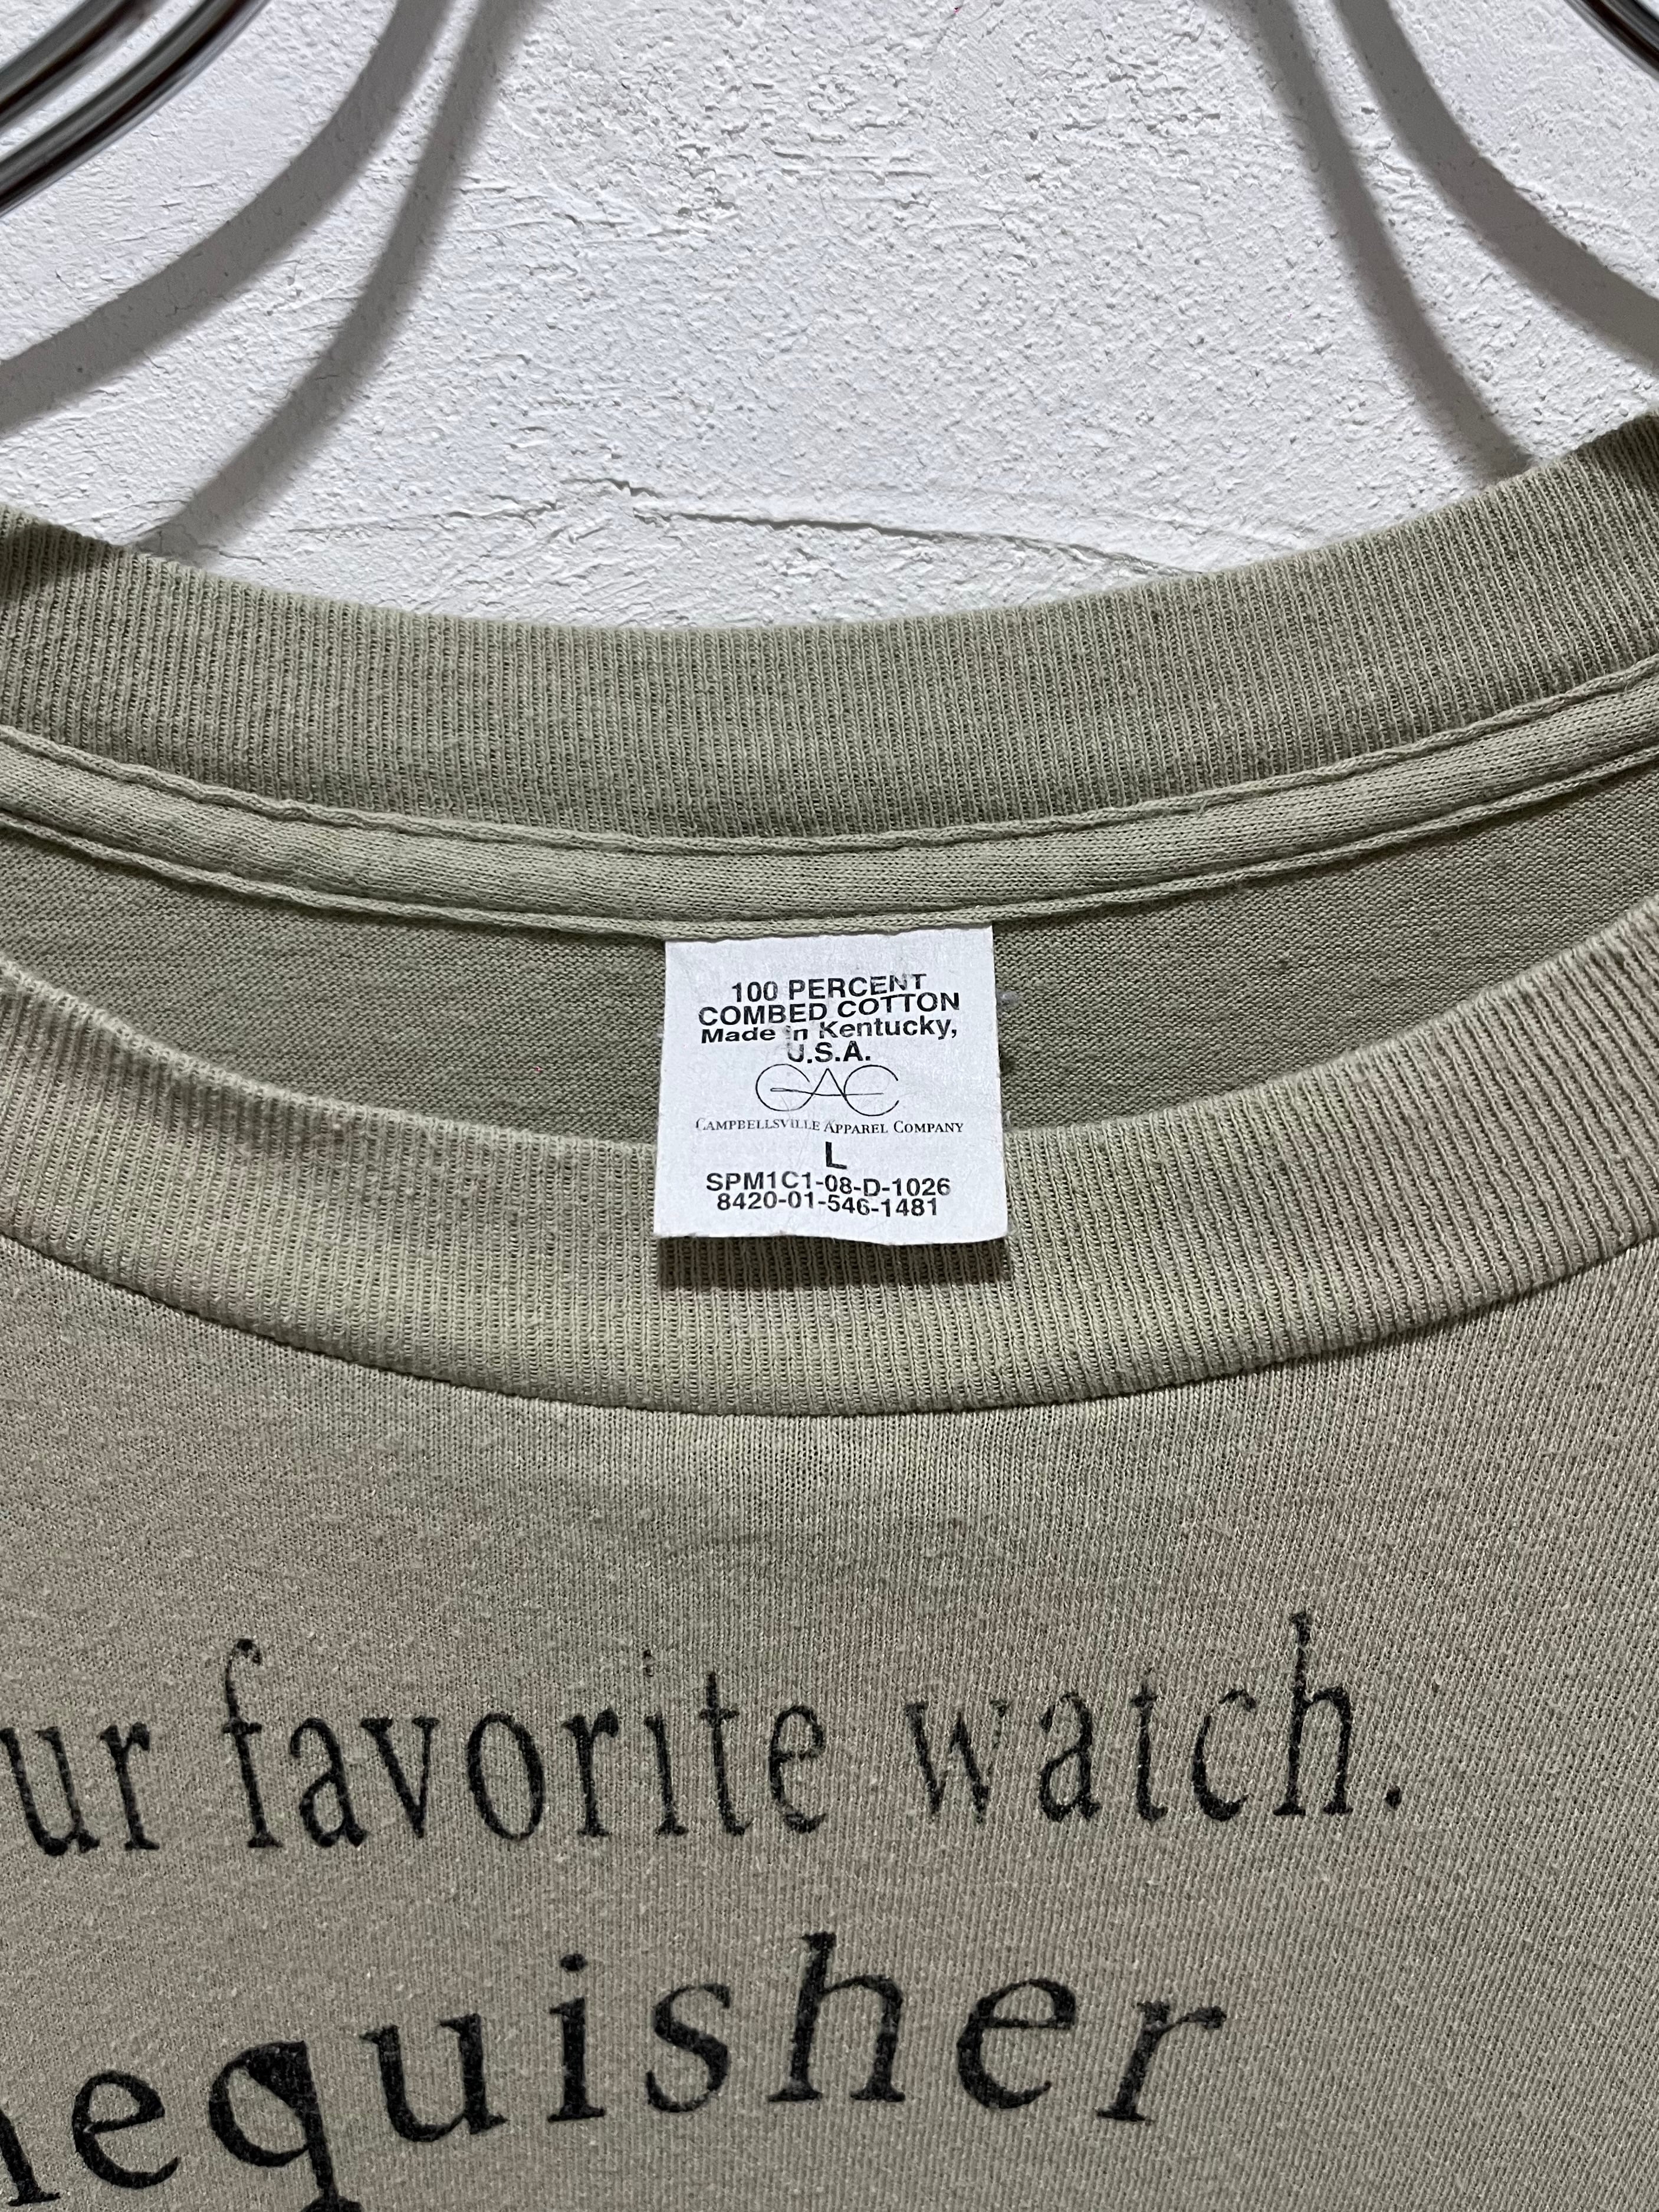 100 PERCENT
COMBED COTTON
Made in Kentucky,
U.S.A.
CAC
CAMPBELLSVILLE APPAREL COMPANY
L
SPM1C1-08-D-1026
8420-01-546-1481
ur favorite watch.
equisher